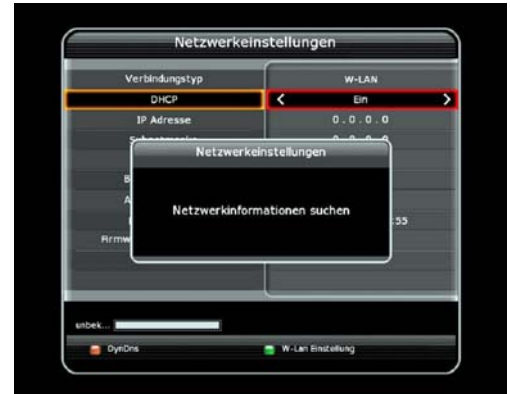 Netzwerkeinstellungen
Verbindungstyp W-LAN
DHCP Ein
IP Adresse 0 . 0 . 0 . 0
Netzwerkeinstellungen
Netzwerkinformationen suchen
:55
Firmw
unbek...
DynDns W-Lan Einstellung